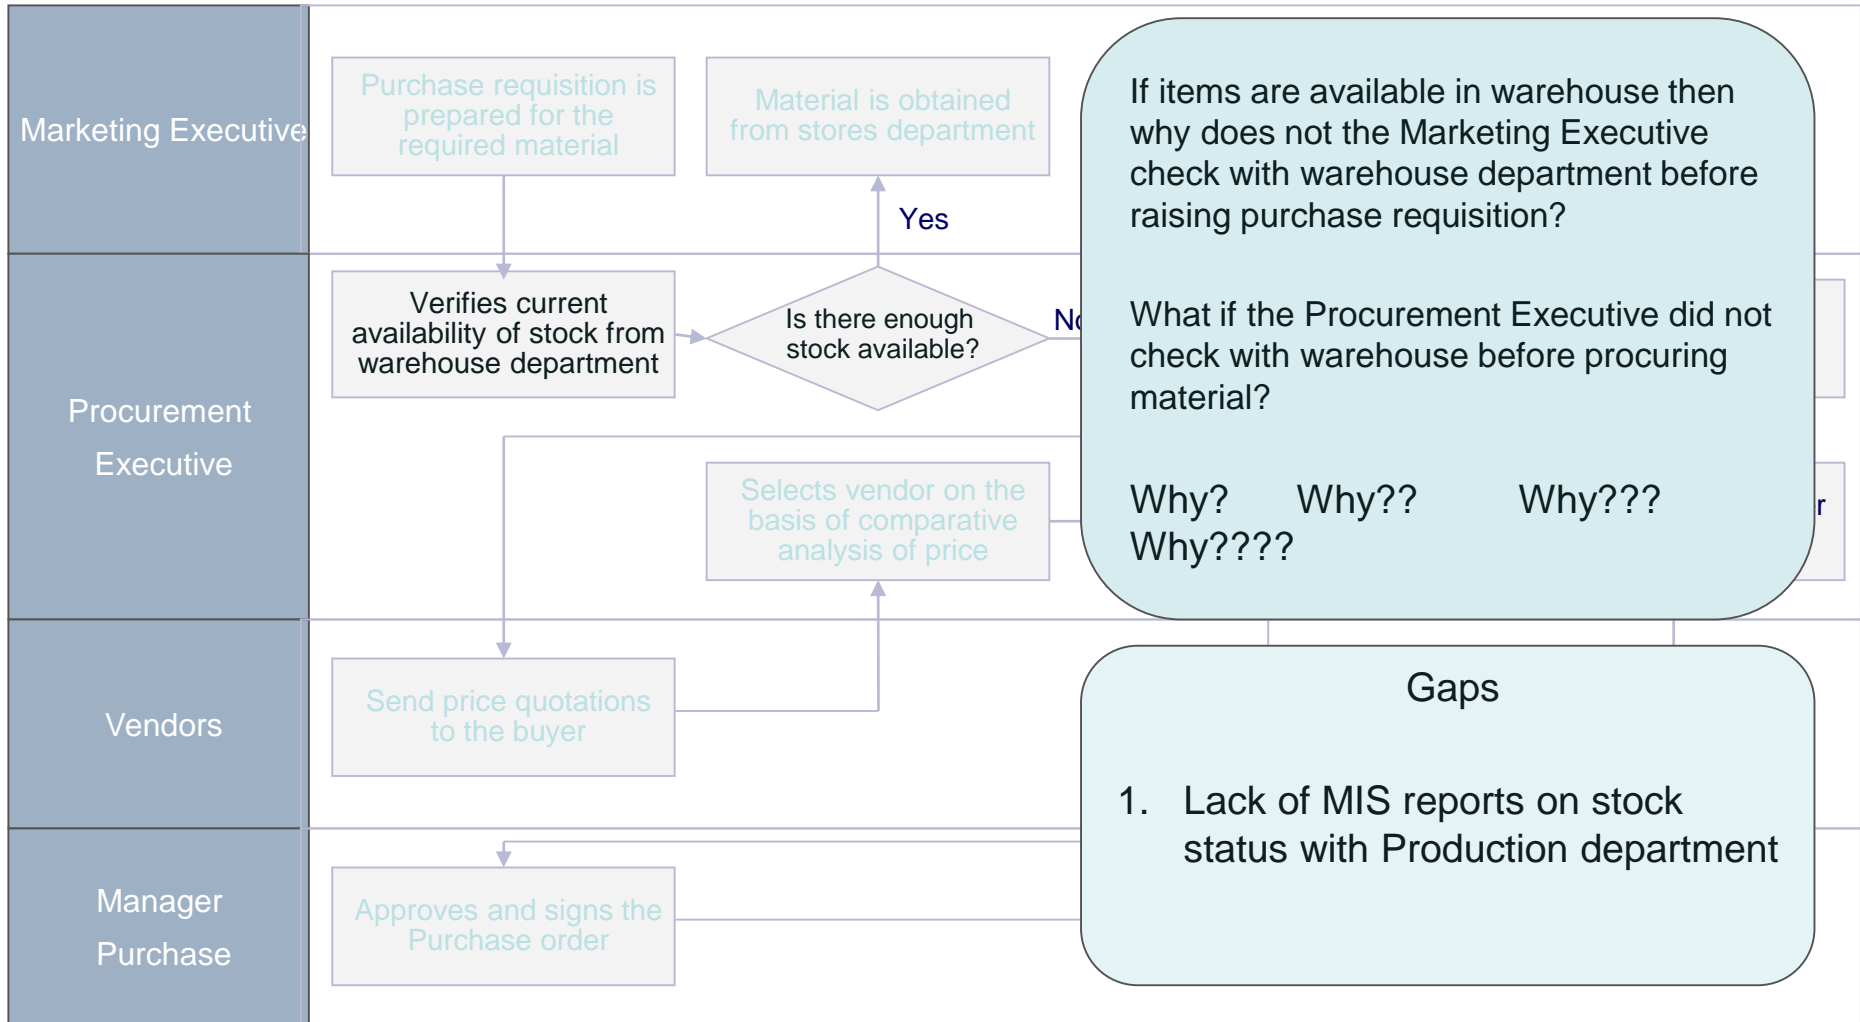 Marketing Executive
Purchase requisition is
prepared for the
required material
Material is obtained
from stores department
Yes
If items are available in warehouse then
why does not the Marketing Executive
check with warehouse department before
raising purchase requisition?
What if the Procurement Executive did not
check with warehouse before procuring
material?
Why? Why?? Why???
Why????
Procurement
Executive
Verifies current
availability of stock from
warehouse department
Is there enough
stock available?
Selects vendor on the
basis of comparative
analysis of price
Vendors
Send price quotations
to the buyer
Gaps
1. Lack of MIS reports on stock
status with Production department
Manager
Purchase
Approves and signs the
Purchase order